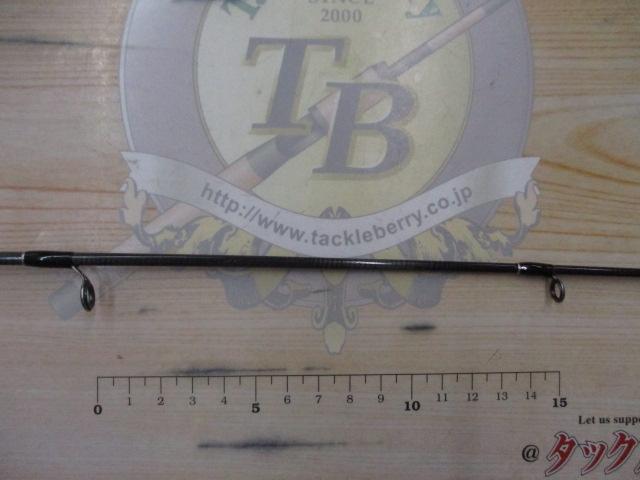 SINCE
2000
TB
http://www.tackleberry.co.jp
0 1 2 3 4 5 6 7 8 9 10 11 12 13 14 15
Let us suppo
@タック